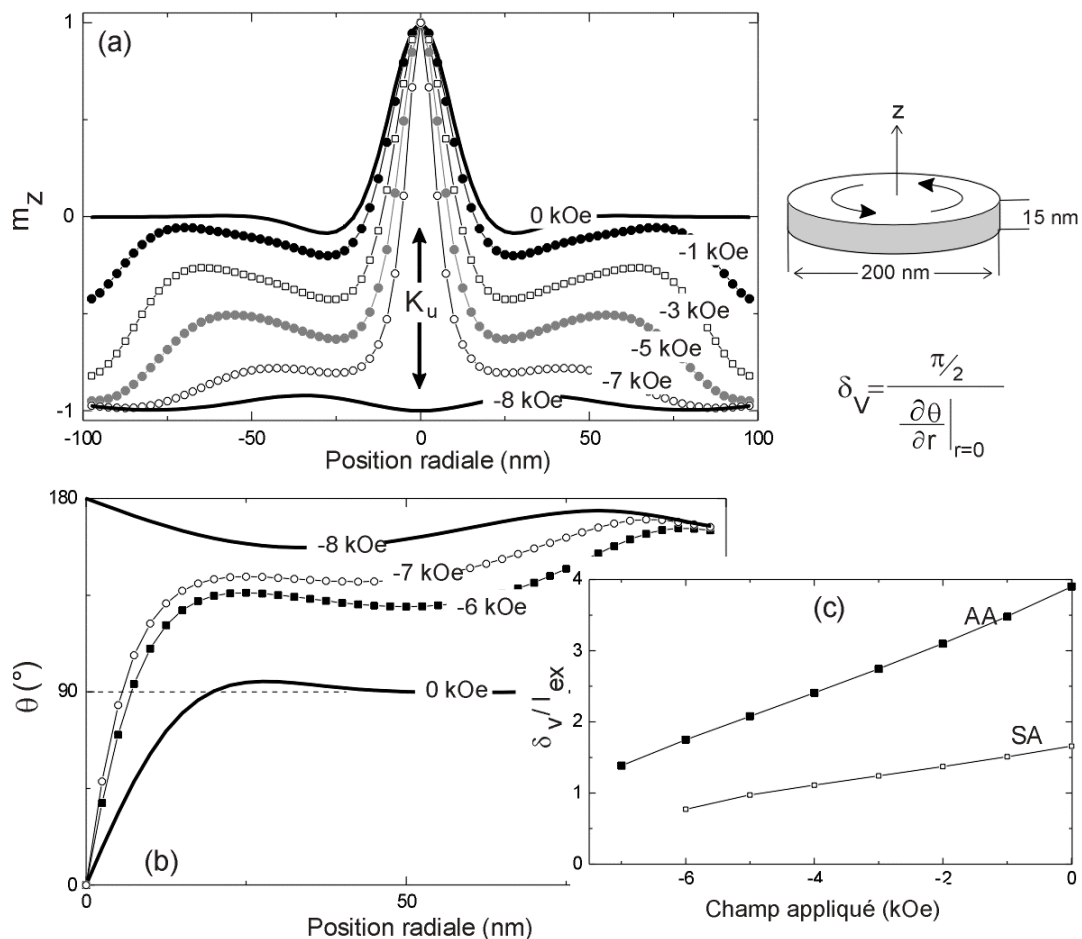 (a)
1
0
-1
m_z
0 kOe
-1 kOe
-3 kOe
-5 kOe
-7 kOe
-8 kOe
K_u
-100
-50
0
50
100
Position radiale (nm)
z
15 nm
200 nm
δ_V = (π/2) / (∂θ/∂r |_{r=0})
180
90
0
θ (°)
-8 kOe
-7 kOe
-6 kOe
0 kOe
(b)
0
50
Position radiale (nm)
4
3
2
1
0
δ_v / l_ex
(c)
AA
SA
-6
-4
-2
0
Champ appliqué (kOe)